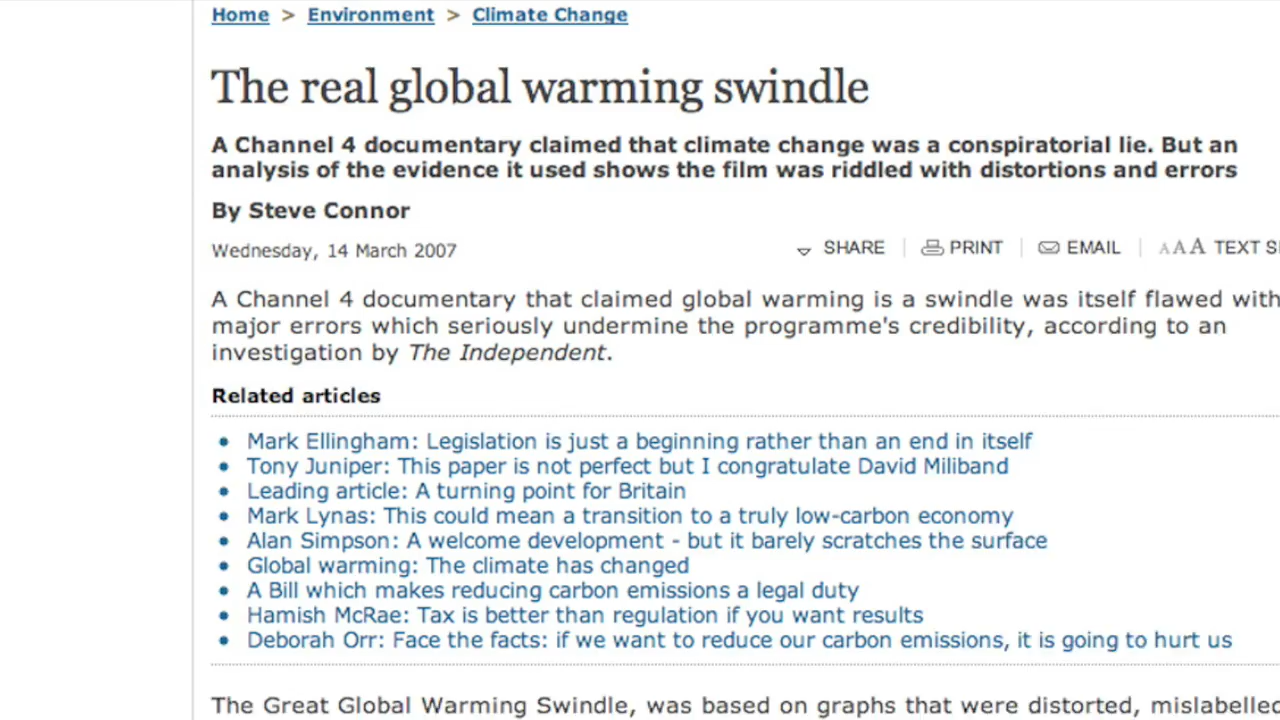 Home > Environment > Climate Change
The real global warming swindle
A Channel 4 documentary claimed that climate change was a conspiratorial lie. But an
analysis of the evidence it used shows the film was riddled with distortions and errors
By Steve Connor
Wednesday, 14 March 2007
SHARE | PRINT | EMAIL | AAA TEXT
A Channel 4 documentary that claimed global warming is a swindle was itself flawed with
major errors which seriously undermine the programme's credibility, according to an
investigation by The Independent.
Related articles
• Mark Ellingham: Legislation is just a beginning rather than an end in itself
• Tony Juniper: This paper is not perfect but I congratulate David Miliband
• Leading article: A turning point for Britain
• Mark Lynas: This could mean a transition to a truly low-carbon economy
• Alan Simpson: A welcome development - but it barely scratches the surface
• Global warming: The climate has changed
• A Bill which makes reducing carbon emissions a legal duty
• Hamish McRae: Tax is better than regulation if you want results
• Deborah Orr: Face the facts: if we want to reduce our carbon emissions, it is going to hurt us
The Great Global Warming Swindle, was based on graphs that were distorted, mislabelled